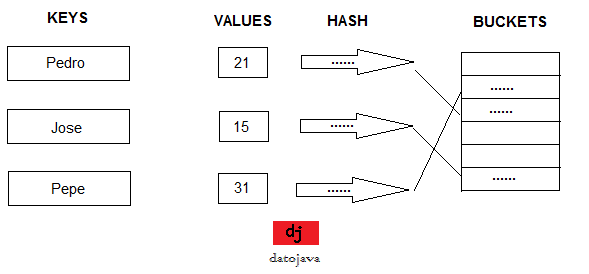 KEYS VALUES HASH BUCKETS
Pedro 21 ......
......
......
Jose 15 ......
Pepe 31 ......
......
dj
datojava